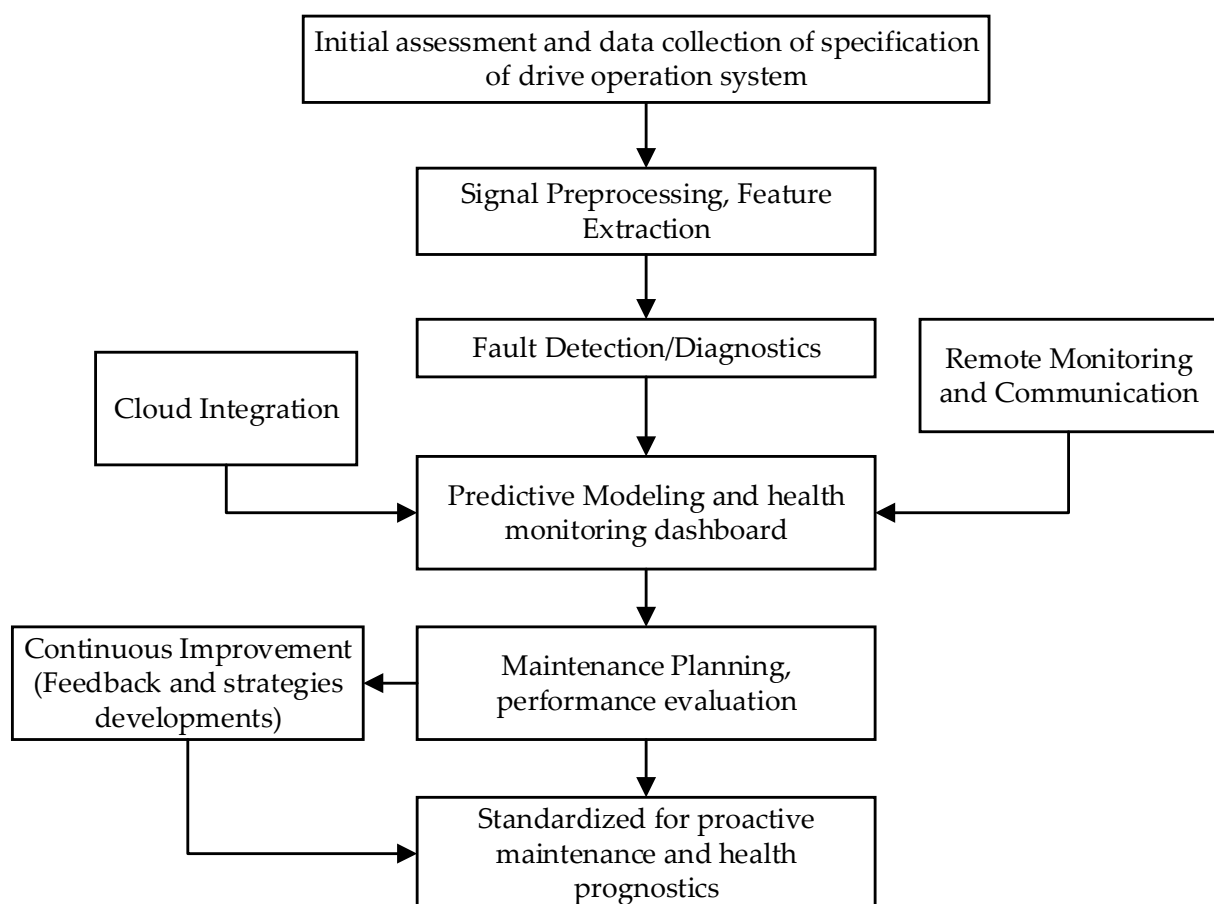 Initial assessment and data collection of specification
of drive operation system
Signal Preprocessing, Feature
Extraction
Fault Detection/Diagnostics
Cloud Integration
Remote Monitoring
and Communication
Predictive Modeling and health
monitoring dashboard
Continuous Improvement
(Feedback and strategies
developments)
Maintenance Planning,
performance evaluation
Standardized for proactive
maintenance and health
prognostics